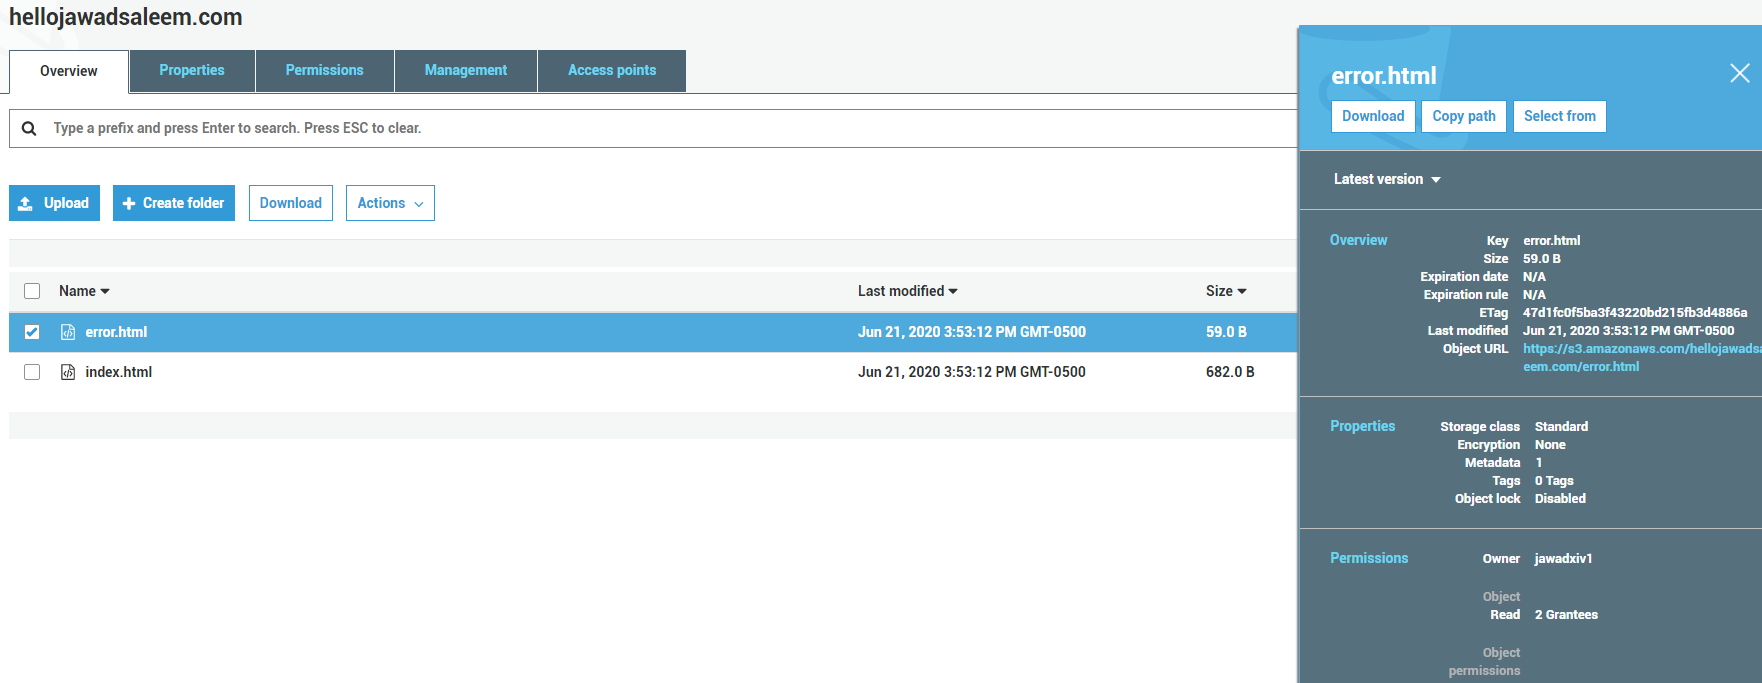 hellojawadsaleem.com
Overview
Properties
Permissions
Management
Access points
Type a prefix and press Enter to search. Press ESC to clear.
Upload
Create folder
Download
Actions
Name
Last modified
Size
error.html
Jun 21, 2020 3:53:12 PM GMT-0500
59.0 B
index.html
Jun 21, 2020 3:53:12 PM GMT-0500
682.0 B
error.html
Download
Copy path
Select from
Latest version
Overview
Key error.html
Size 59.0 B
Expiration date N/A
Expiration rule N/A
ETag 47d1fc0f5ba3f43220bd215fb3d4886a
Last modified Jun 21, 2020 3:53:12 PM GMT-0500
Object URL https://s3.amazonaws.com/hellojawadsa
eem.com/error.html
Properties
Storage class Standard
Encryption None
Metadata 1
Tags 0 Tags
Object lock Disabled
Permissions
Owner jawadxiv1
Object
Read 2 Grantees
Object
permissions